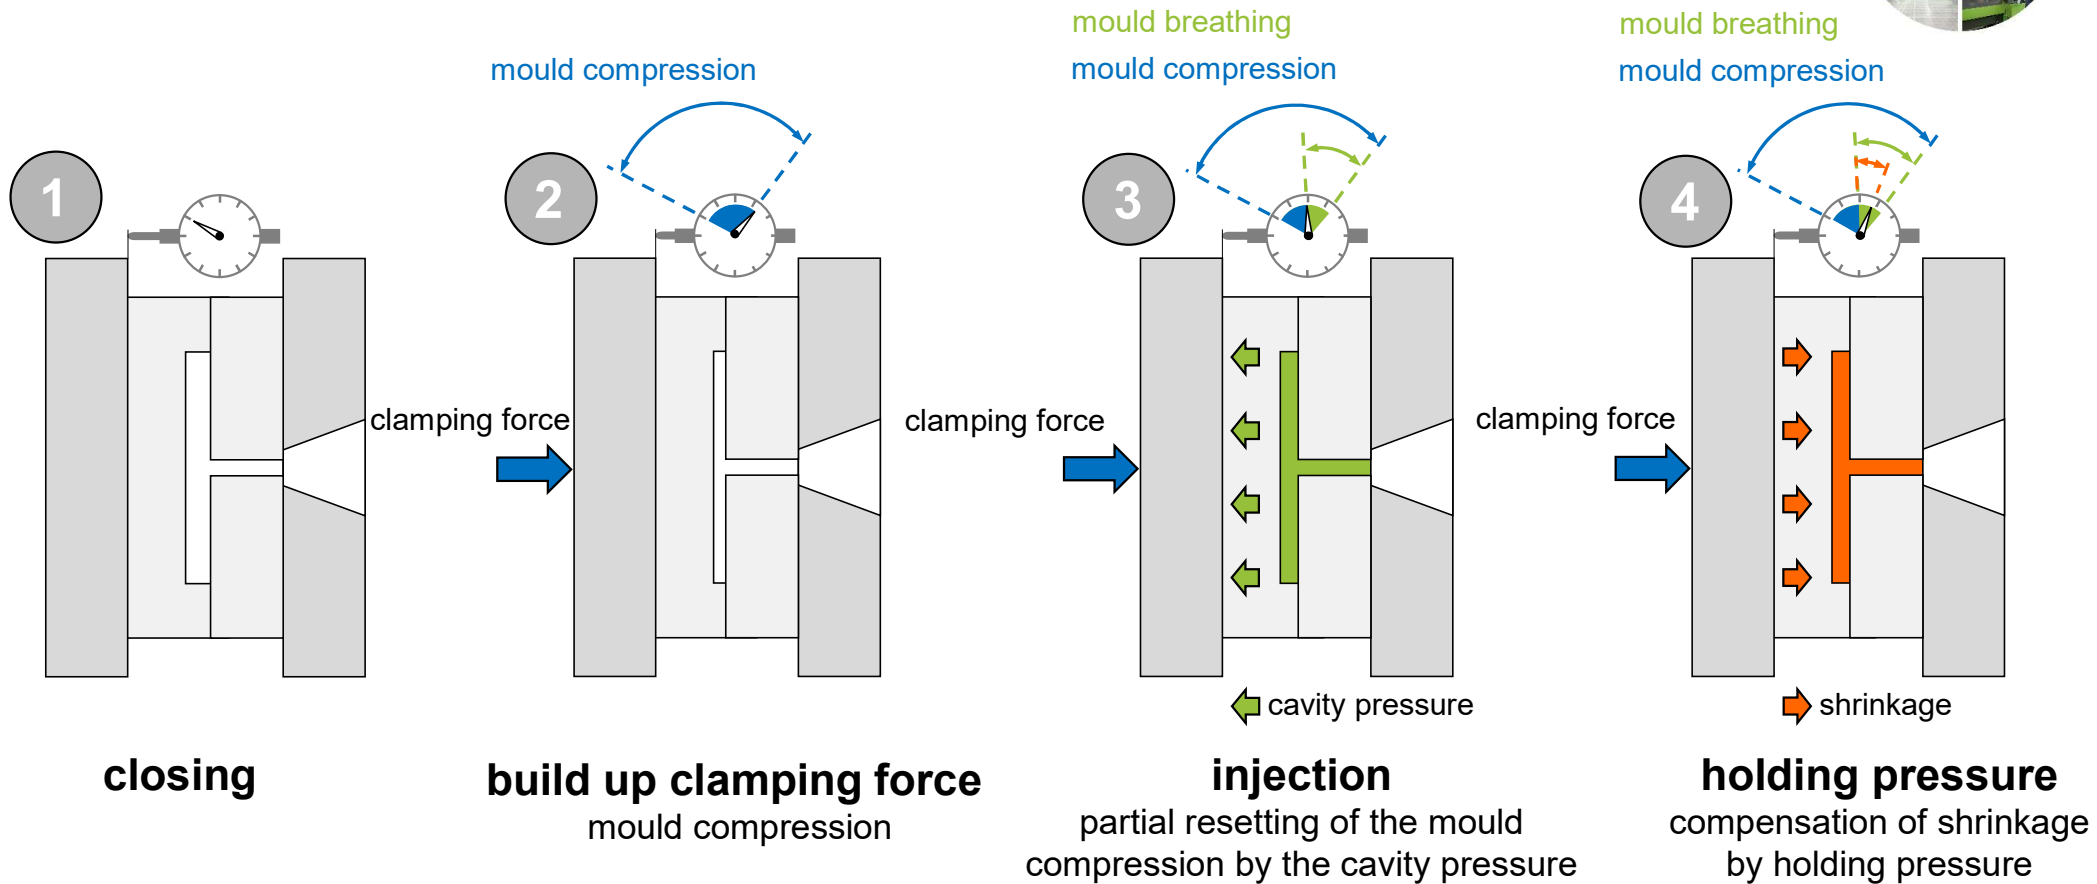 mould breathing
mould breathing
mould compression
mould compression
mould compression
1
2
3
4
clamping force
clamping force
clamping force
cavity pressure
shrinkage
closing
build up clamping force
mould compression
injection
partial resetting of the mould
compression by the cavity pressure
holding pressure
compensation of shrinkage
by holding pressure